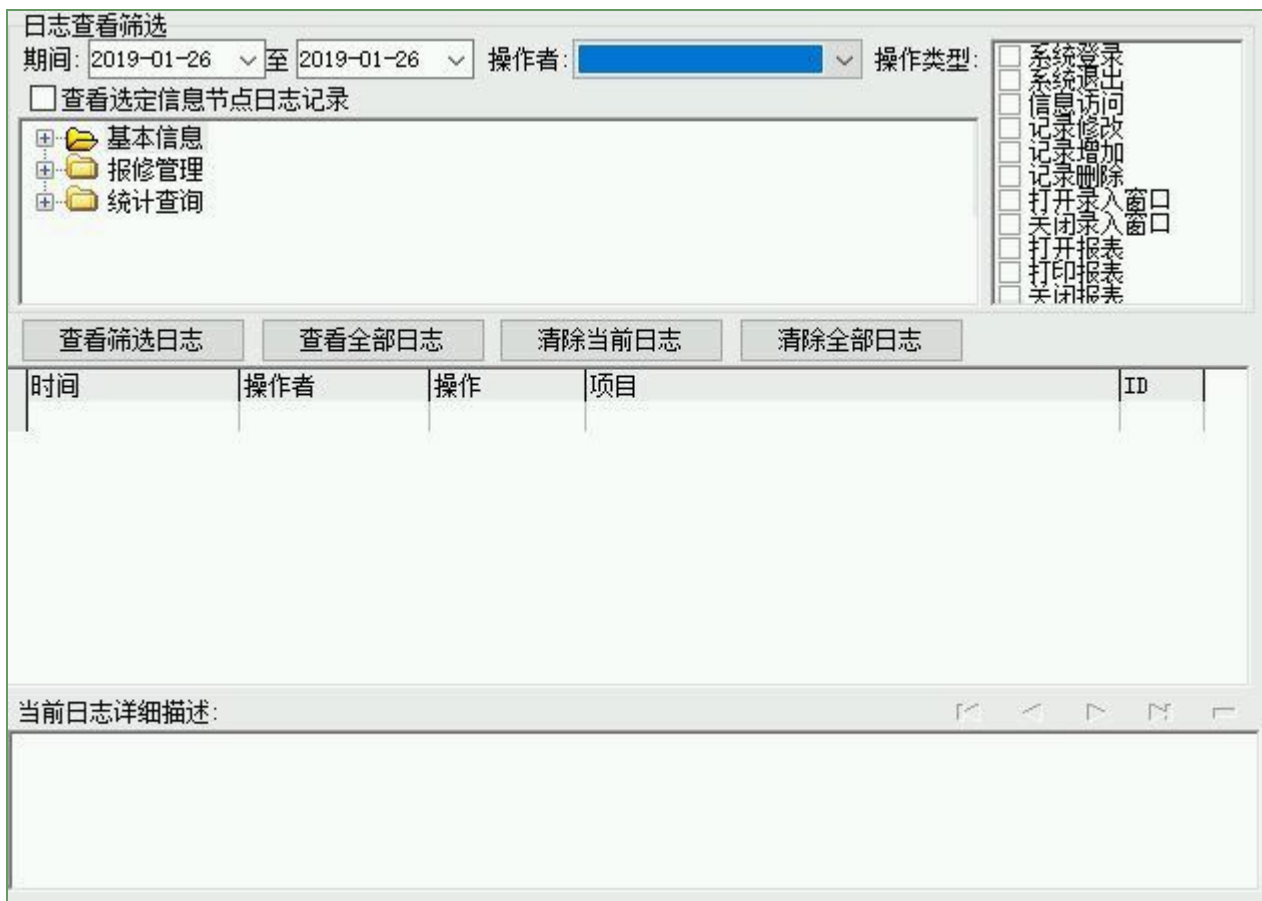 日志查看筛选
期间: 2019-01-26 至 2019-01-26 操作者: 操作类型:
系统登录
系统退出
信息访问
记录修改
记录增加
记录删除
打开录入窗口
关闭录入窗口
打开报表
打印报表
关闭报表
查看选定信息节点日志记录
基本信息
报修管理
统计查询
查看筛选日志 查看全部日志 清除当前日志 清除全部日志
时间 操作者 操作 项目 ID
当前日志详细描述: